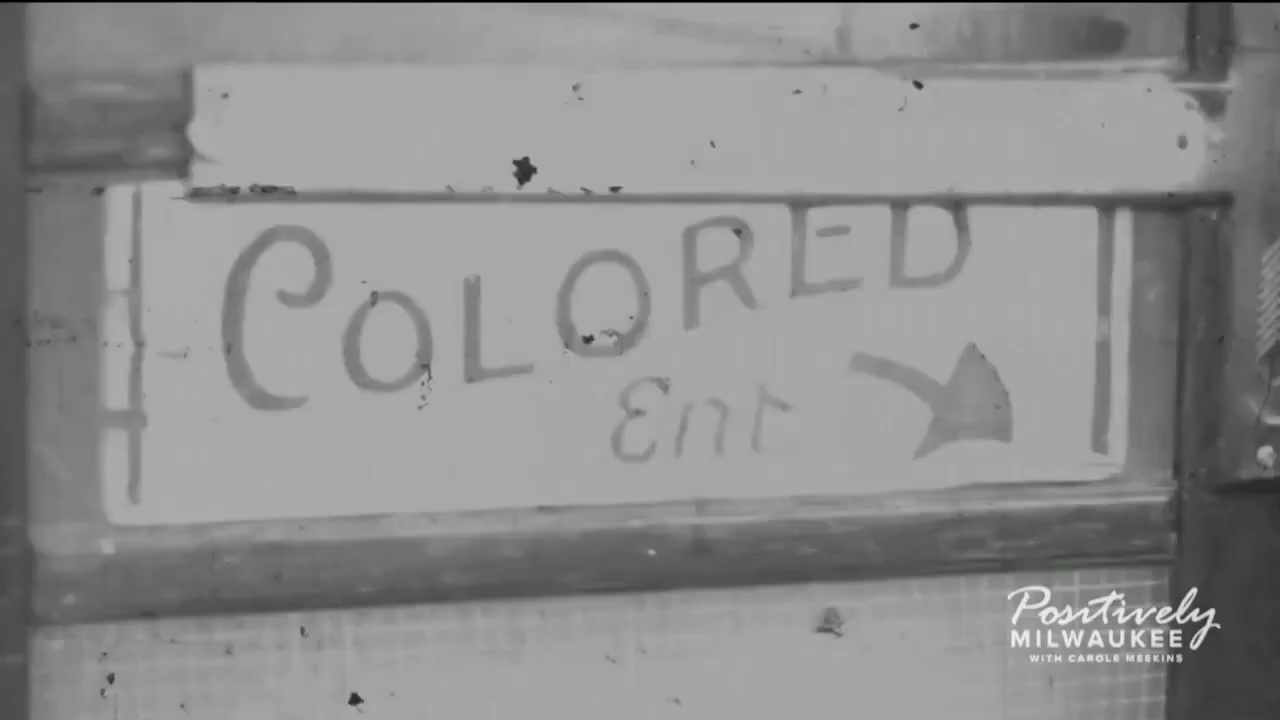 COLORED
Ent
Positively
MILWAUKEE
WITH CAROLE MEEKINS